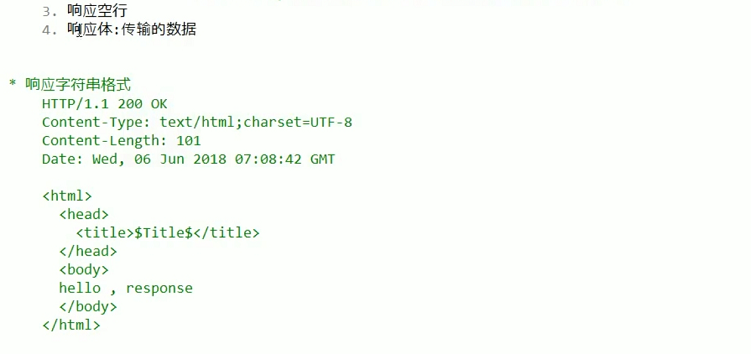 3. 响应空行
4. 响应体:传输的数据
* 响应字符串格式
HTTP/1.1 200 OK
Content-Type: text/html;charset=UTF-8
Content-Length: 101
Date: Wed, 06 Jun 2018 07:08:42 GMT
<html>
<head>
<title>$Title$</title>
</head>
<body>
hello , response
</body>
</html>